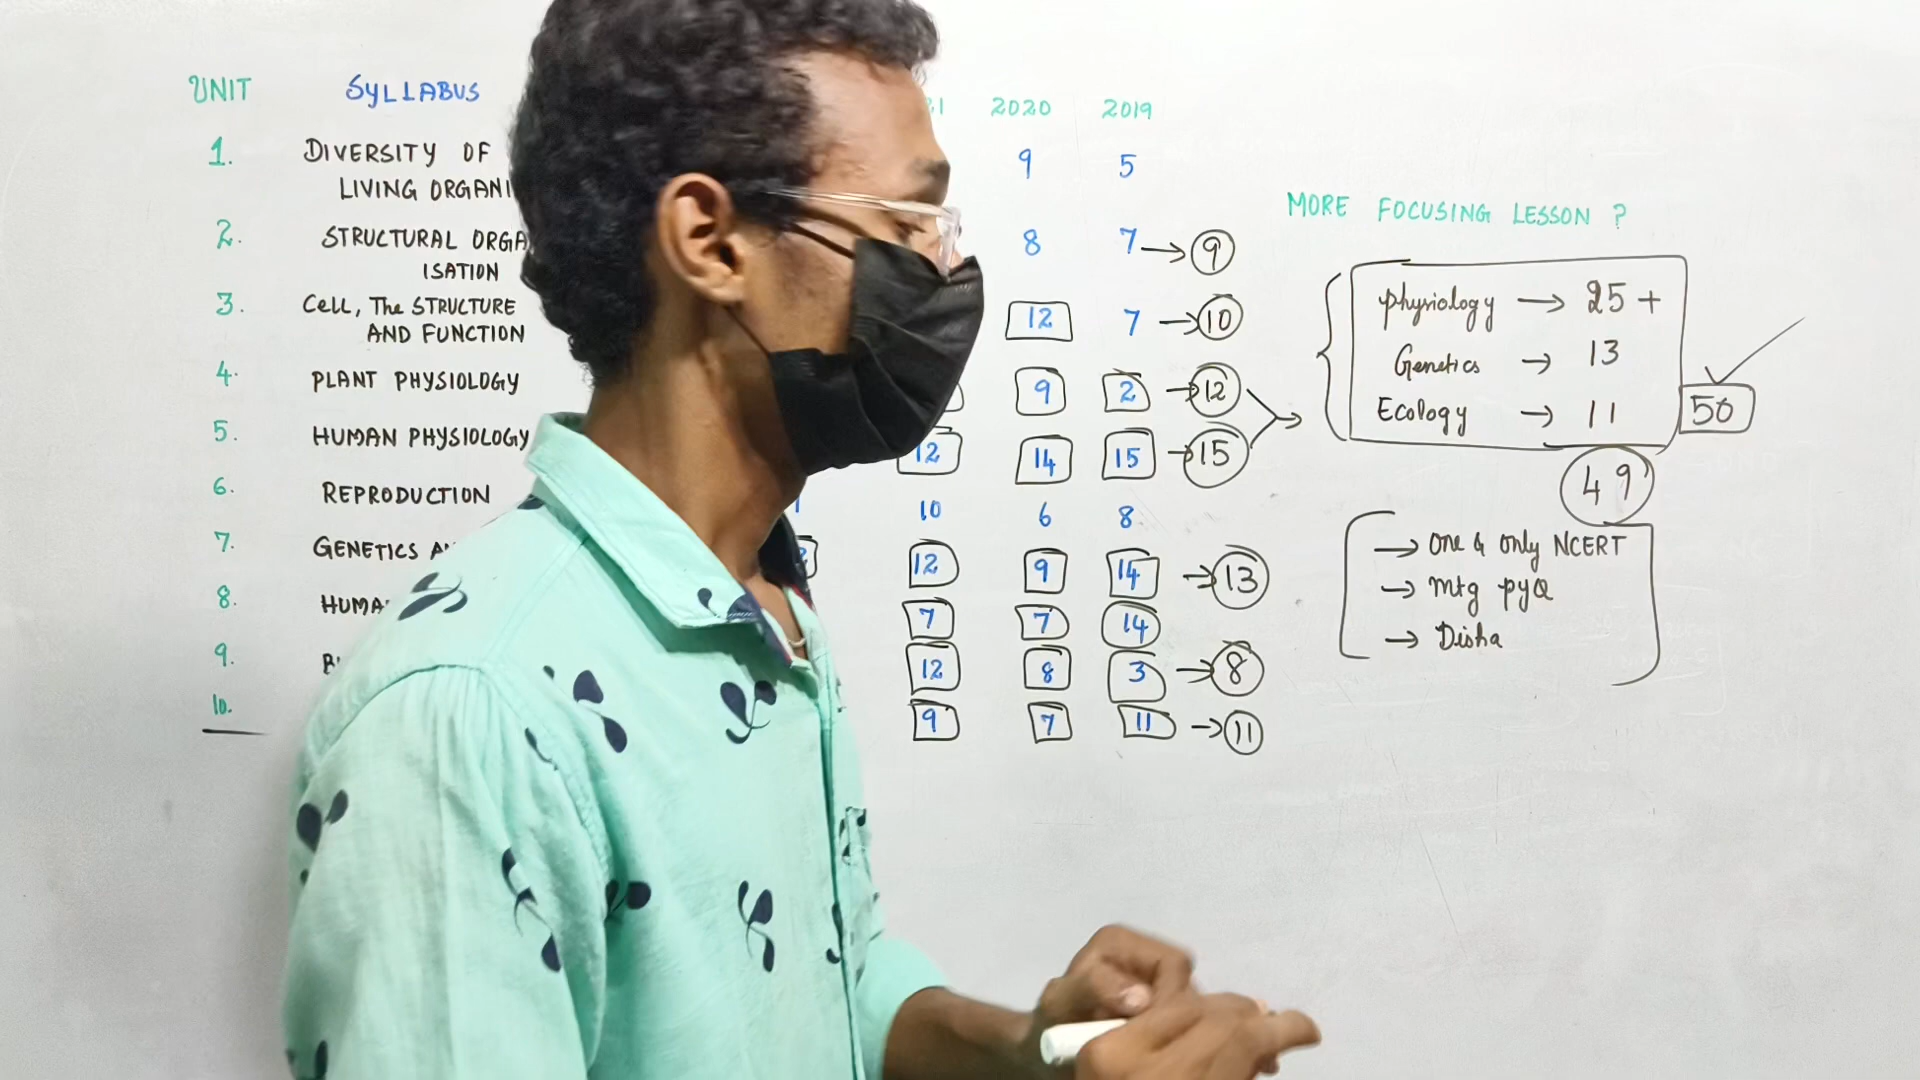 UNIT SYLLABUS 21 2020 2019
1. DIVERSITY OF 9 5
LIVING ORGANI
2. STRUCTURAL ORGA 8 7 → 9
ISATION
3. Cell, The STRUCTURE 12 7 → 10
AND FUNCTION
4. PLANT PHYSIOLOGY 9 2 → 12
5. HUMAN PHYSIOLOGY 12 14 15 → 15
6. REPRODUCTION 10 6 8
7. GENETICS 12 9 14 → 13
8. HUMA 7 7 14
9. 12 8 3 → 8
10. 9 7 11 → 11
MORE FOCUSING LESSON ?
physiology → 25 +
Genetics → 13
Ecology → 11 50
49
→ One & only NCERT
→ Mtg pyQ
→ Disha